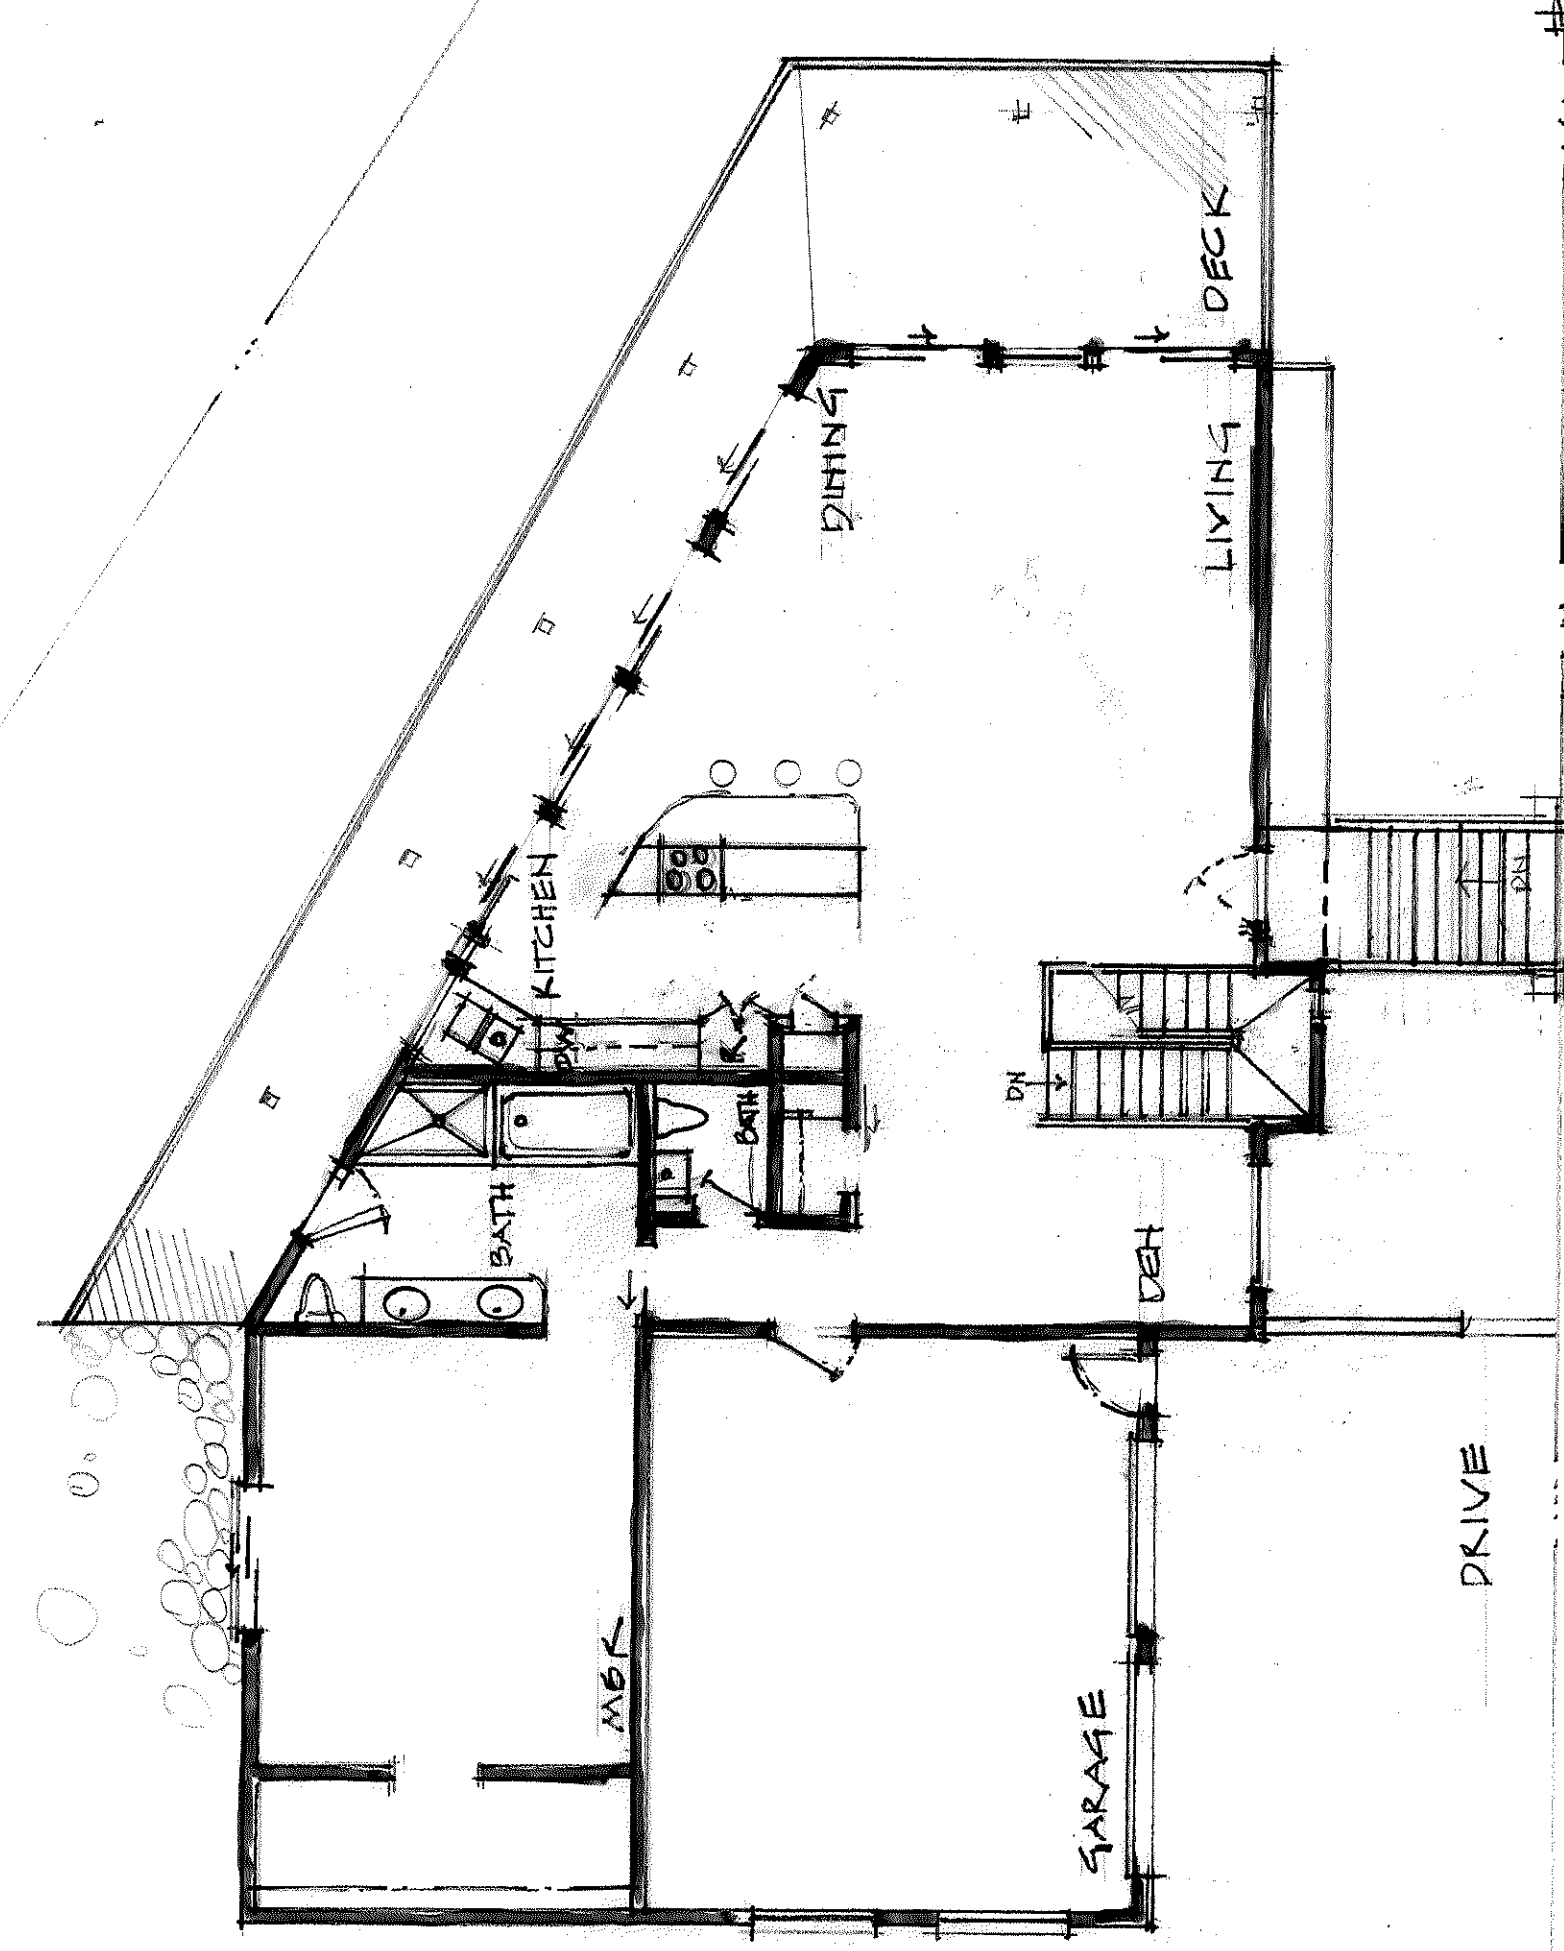 DECK
DINING
LIVING
KITCHEN
DW
R
DN
DN
BATH
BATH
DEN
MBR
GARAGE
DRIVE